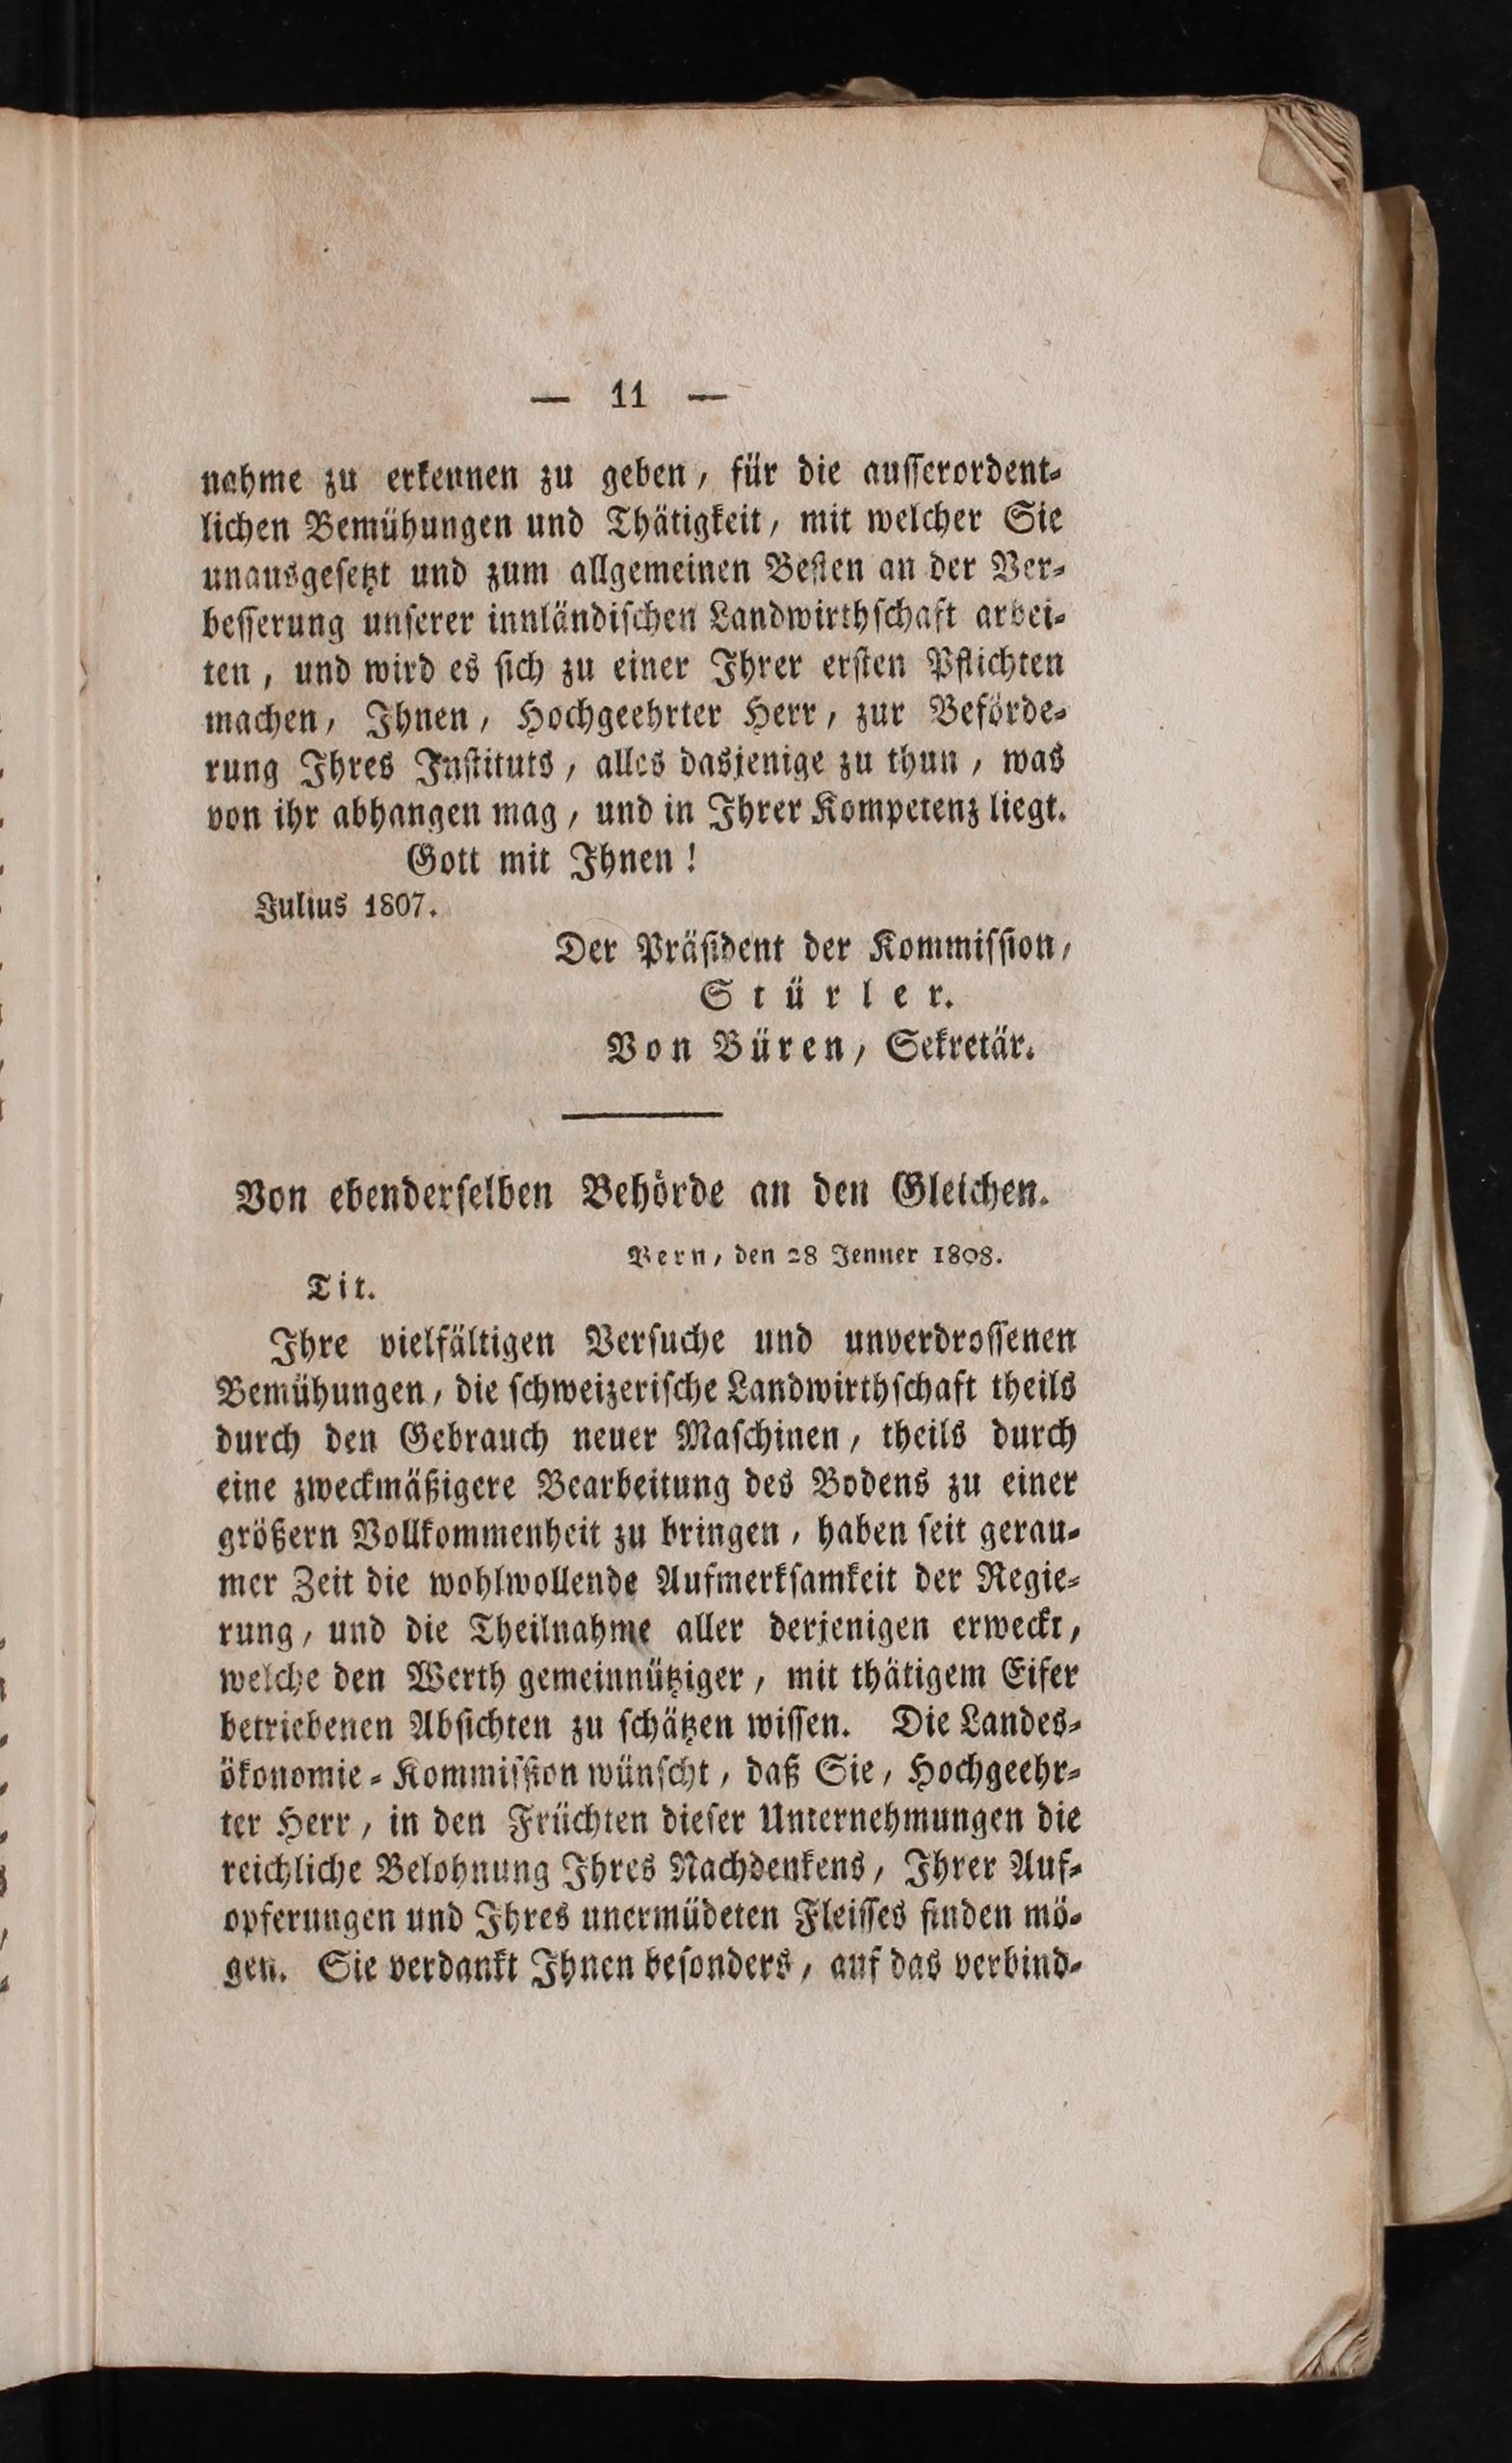 — 11 —
nahme zu erkennen zu geben, für die ausserordent-
lichen Bemühungen und Thätigkeit, mit welcher Sie
unausgesetzt und zum allgemeinen Besten an der Ver-
besserung unserer innländischen Landwirthschaft arbei-
ten, und wird es sich zu einer Ihrer ersten Pflichten
machen, Ihnen, Hochgeehrter Herr, zur Beförde-
rung Ihres Instituts, alles dasjenige zu thun, was
von ihr abhangen mag, und in Ihrer Kompetenz liegt.
Gott mit Ihnen!
Julius 1807.
Der Präsident der Kommission,
Stürler.
Von Büren, Sekretär.
Von ebenderselben Behörde an den Gleichen.
Bern, den 28 Jenner 1808.
Tit.
Ihre vielfältigen Versuche und unverdrossenen
Bemühungen, die schweizerische Landwirthschaft theils
durch den Gebrauch neuer Maschinen, theils durch
eine zweckmäßigere Bearbeitung des Bodens zu einer
größern Vollkommenheit zu bringen, haben seit gerau-
mer Zeit die wohlwollende Aufmerksamkeit der Regie-
rung, und die Theilnahme aller derjenigen erweckt,
welche den Werth gemeinnütziger, mit thätigem Eifer
betriebenen Absichten zu schätzen wissen. Die Landes-
ökonomie-Kommission wünscht, daß Sie, Hochgeehr-
ter Herr, in den Früchten dieser Unternehmungen die
reichliche Belohnung Ihres Nachdenkens, Ihrer Auf-
opferungen und Ihres unermüdeten Fleisses finden mö-
gen. Sie verdankt Ihnen besonders, auf das verbind-